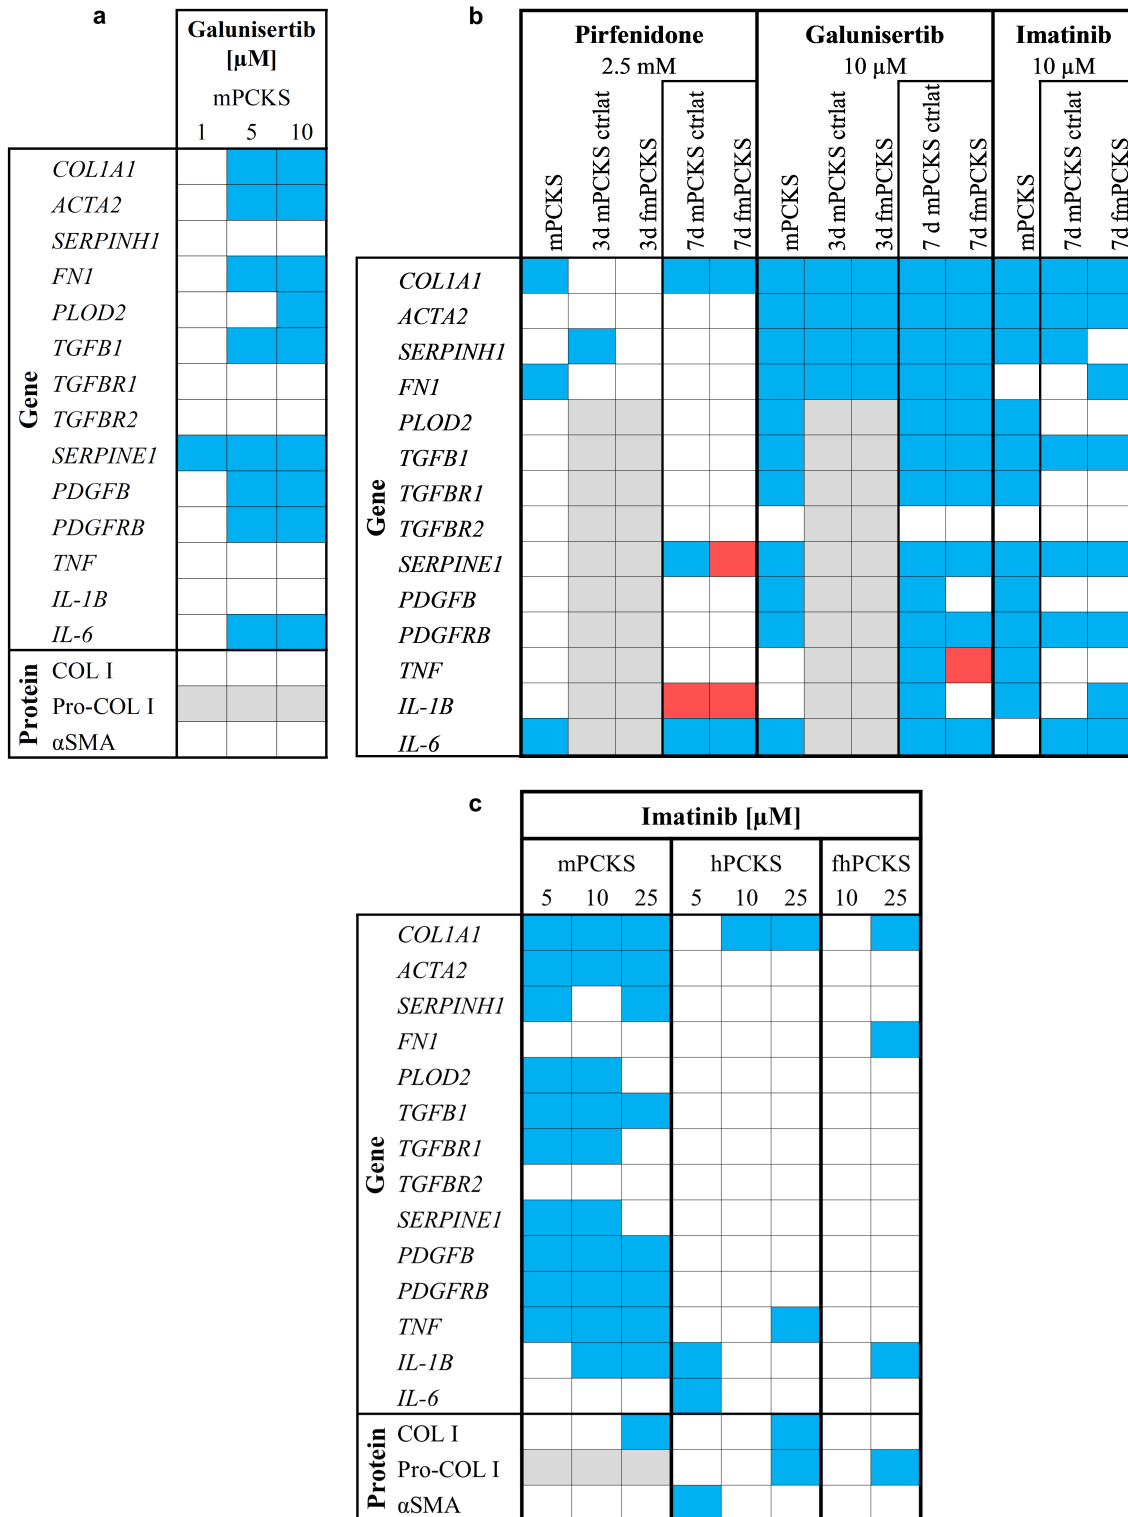 a
Galunisertib
[µM]
mPCKS
1 5 10
Gene
COL1A1
ACTA2
SERPINH1
FN1
PLOD2
TGFB1
TGFBR1
TGFBR2
SERPINE1
PDGFB
PDGFRB
TNF
IL-1B
IL-6
Protein
COL I
Pro-COL I
αSMA
b
Pirfenidone Galunisertib Imatinib
2.5 mM 10 µM 10 µM
mPCKS
3d mPCKS ctrlat
3d fmPCKS
7d mPCKS ctrlat
7d fmPCKS
mPCKS
3d mPCKS ctrlat
3d fmPCKS
7 d mPCKS ctrlat
7d fmPCKS
mPCKS
7d mPCKS ctrlat
7d fmPCKS
Gene
COL1A1
ACTA2
SERPINH1
FN1
PLOD2
TGFB1
TGFBR1
TGFBR2
SERPINE1
PDGFB
PDGFRB
TNF
IL-1B
IL-6
c
Imatinib [µM]
mPCKS hPCKS fhPCKS
5 10 25 5 10 25 10 25
Gene
COL1A1
ACTA2
SERPINH1
FN1
PLOD2
TGFB1
TGFBR1
TGFBR2
SERPINE1
PDGFB
PDGFRB
TNF
IL-1B
IL-6
Protein
COL I
Pro-COL I
αSMA